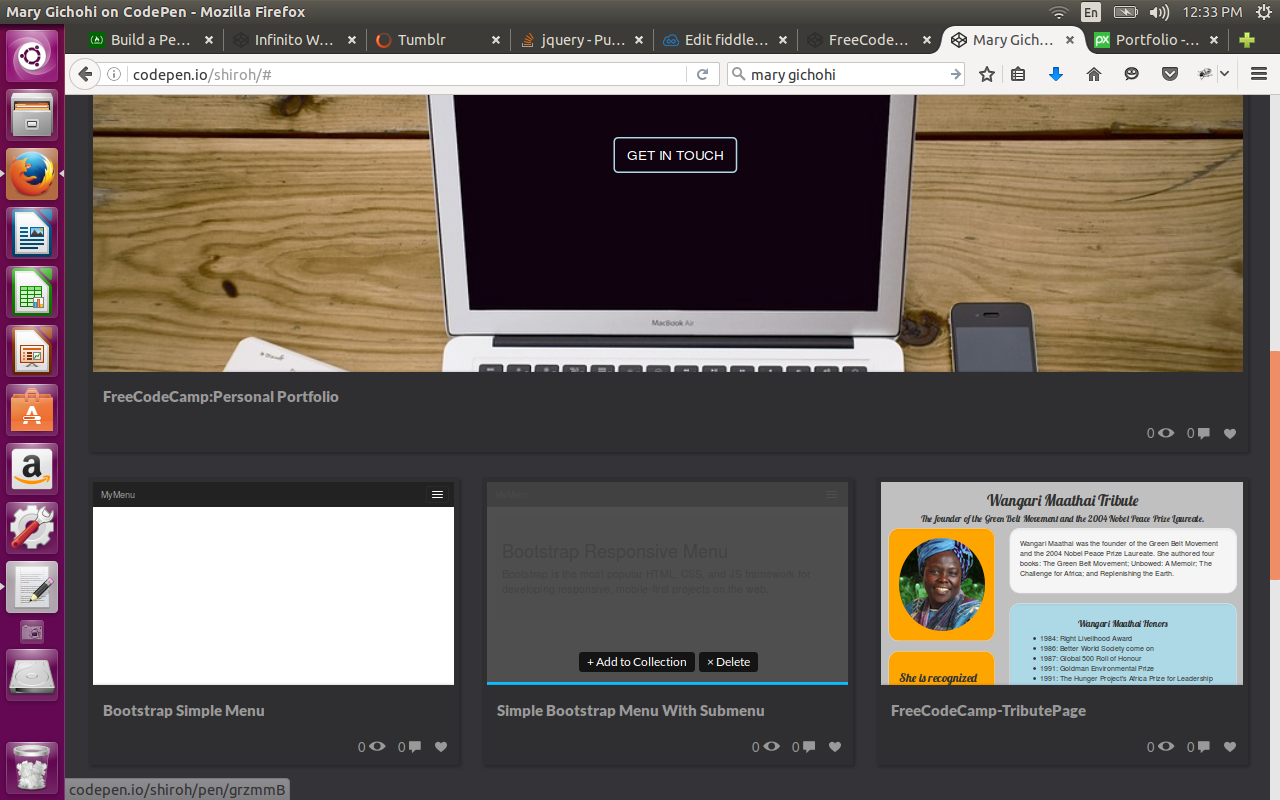 Mary Gichohi on CodePen - Mozilla Firefox
En
12:33 PM
Build a Pe...
Infinito W...
Tumblr
jquery - Pu...
Edit fiddle...
FreeCode...
Mary Gich...
Portfolio -...
codepen.io/shiroh/#
mary gichohi
GET IN TOUCH
MacBook Air
FreeCodeCamp:Personal Portfolio
0 0
MyMenu
Bootstrap Simple Menu
0 0
MyMenu
Bootstrap Responsive Menu
Bootstrap is the most popular HTML, CSS, and JS framework for
developing responsive, mobile-first projects on the web.
+ Add to Collection
× Delete
Simple Bootstrap Menu With Submenu
0 0
Wangari Maathai Tribute
The founder of the Green Belt Movement and the 2004 Nobel Peace Prize Laureate.
Wangari Maathai was the founder of the Green Belt Movement
and the 2004 Nobel Peace Prize Laureate. She authored four
books: The Green Belt Movement; Unbowed: A Memoir; The
Challenge for Africa; and Replenishing the Earth.
Wangari Maathai Honors
1984: Right Livelihood Award
1986: Better World Society come on
1987: Global 500 Roll of Honour
1991: Goldman Environmental Prize
1991: The Hunger Project's Africa Prize for Leadership
She is recognized
FreeCodeCamp-TributePage
0 0
codepen.io/shiroh/pen/grzmmB